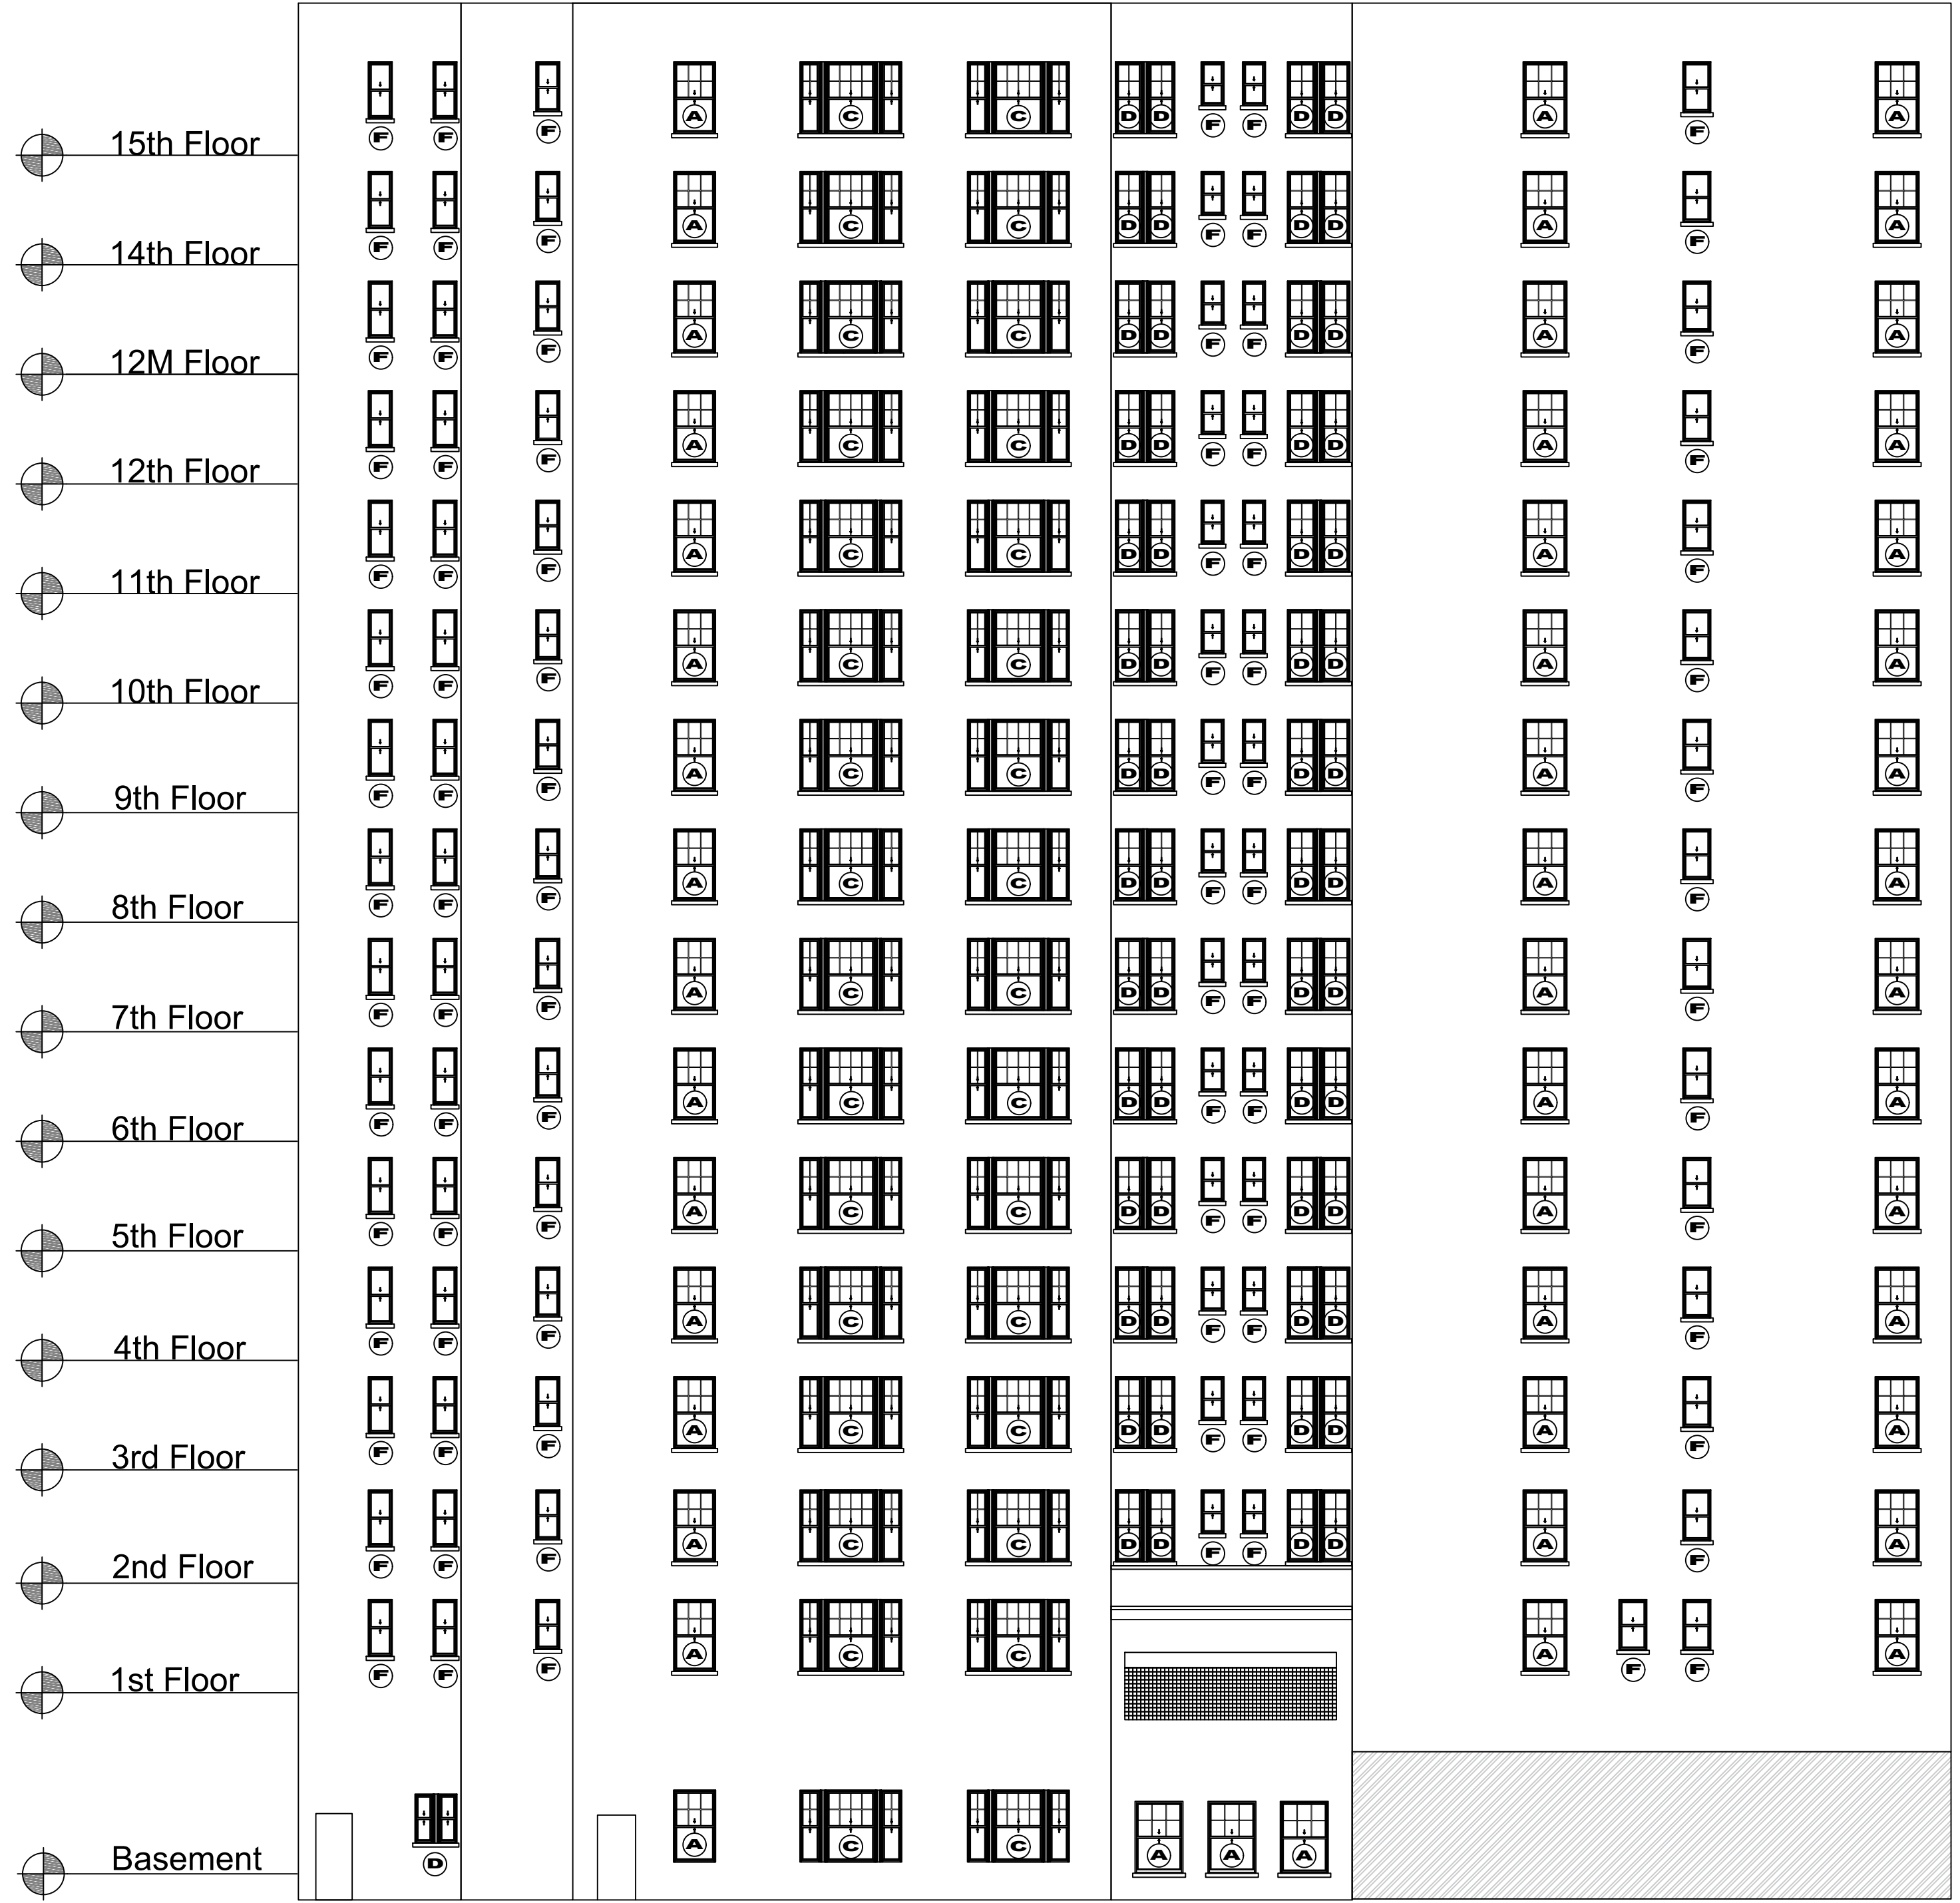 15th Floor F F F A C C D D F F D D A F A
14th Floor F F F A C C D D F F D D A F A
12M Floor F F F A C C D D F F D D A F A
12th Floor F F F A C C D D F F D D A F A
11th Floor F F F A C C D D F F D D A F A
10th Floor F F F A C C D D F F D D A F A
9th Floor F F F A C C D D F F D D A F A
8th Floor F F F A C C D D F F D D A F A
7th Floor F F F A C C D D F F D D A F A
6th Floor F F F A C C D D F F D D A F A
5th Floor F F F A C C D D F F D D A F A
4th Floor F F F A C C D D F F D D A F A
3rd Floor F F F A C C D D F F D D A F A
2nd Floor F F F A C C D D F F D D A F A
1st Floor F F F A C C A F F A
Basement D A C C A A A